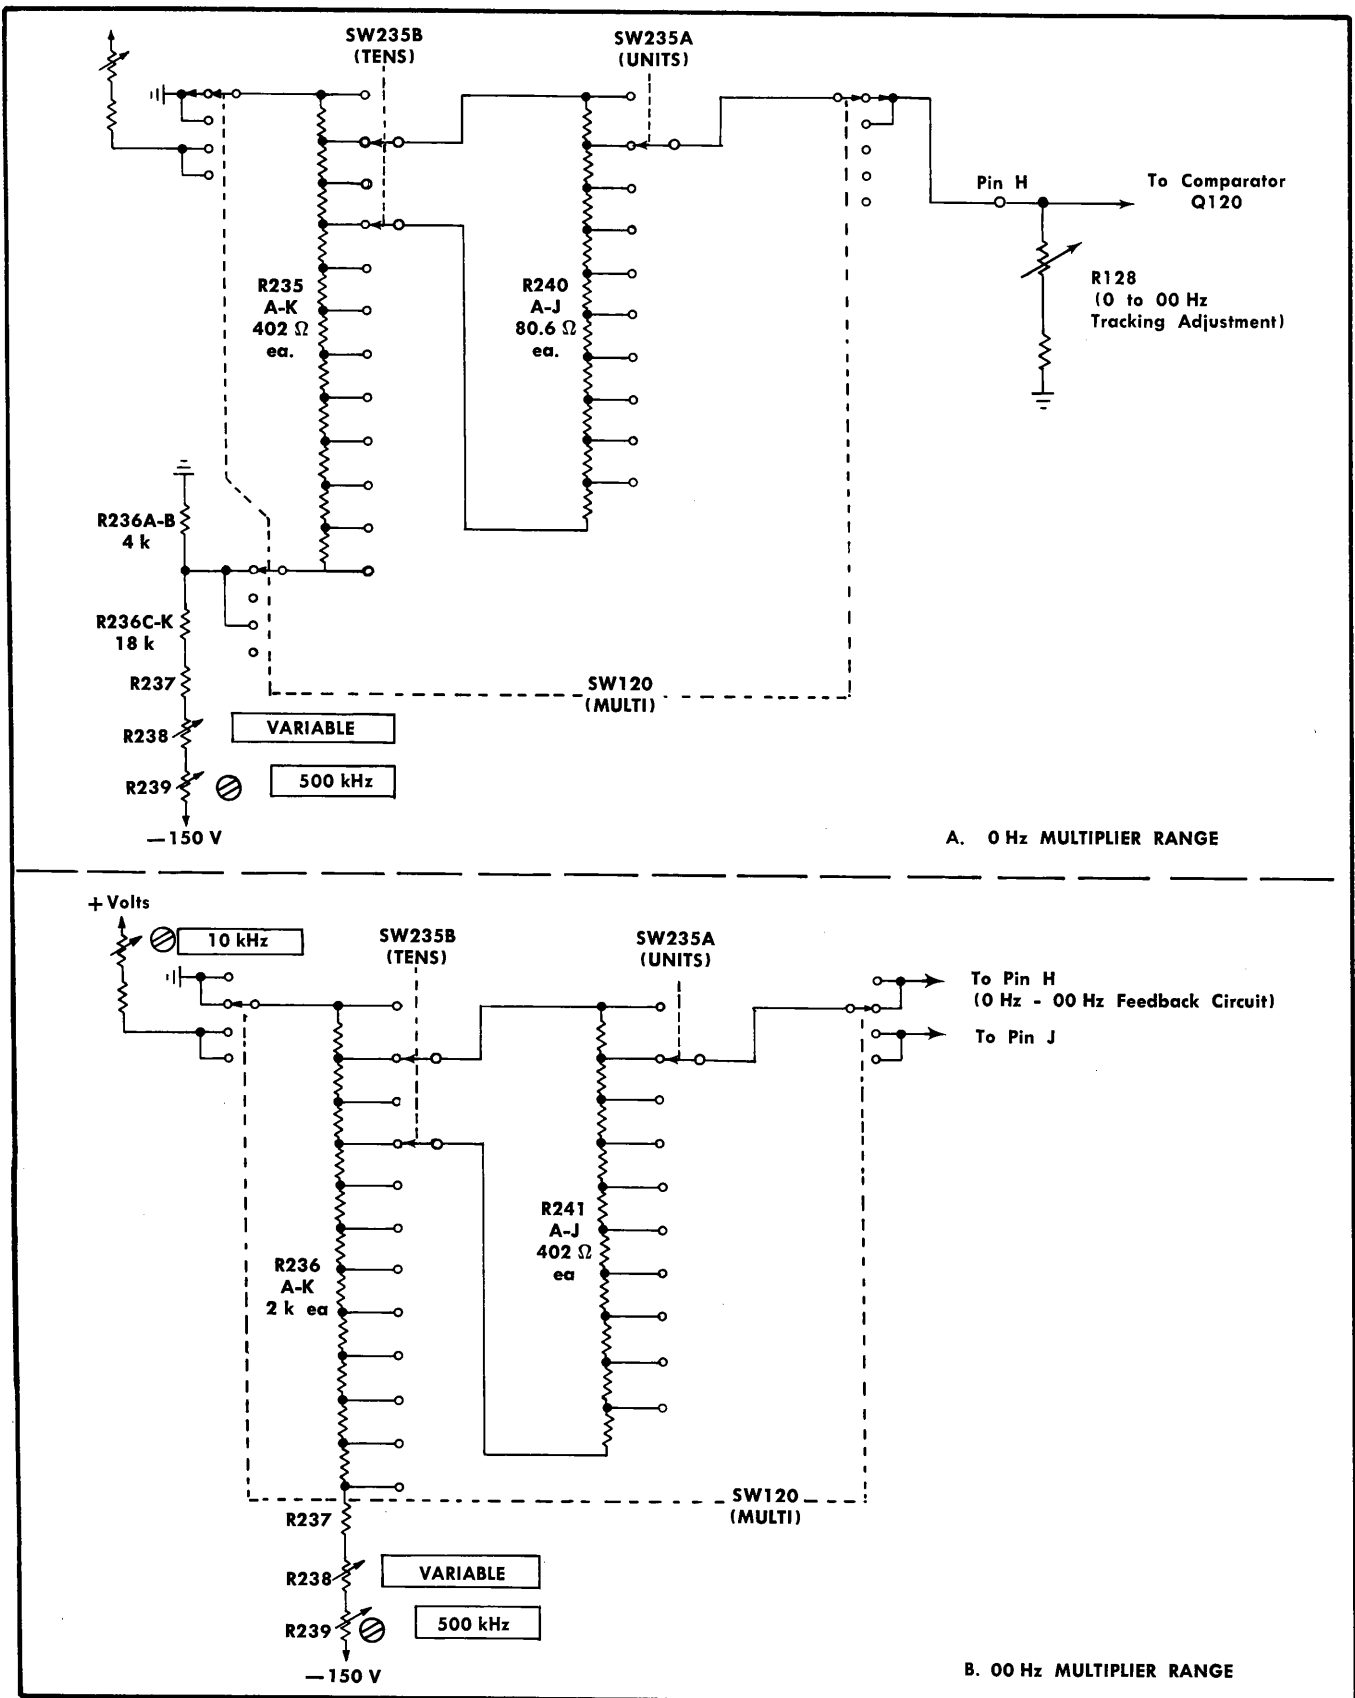 SW235B
(TENS)
SW235A
(UNITS)
Pin H
To Comparator
Q120
R128
(0 to 00 Hz
Tracking Adjustment)
R235
A-K
402 Ω
ea.
R240
A-J
80.6 Ω
ea.
R236A-B
4 k
R236C-K
18 k
R237
R238
VARIABLE
R239
500 kHz
—150 V
SW120
(MULTI)
A. 0 Hz MULTIPLIER RANGE
+ Volts
10 kHz
SW235B
(TENS)
SW235A
(UNITS)
To Pin H
(0 Hz - 00 Hz Feedback Circuit)
To Pin J
R236
A-K
2 k ea
R241
A-J
402 Ω
ea
SW120
(MULTI)
R237
R238
VARIABLE
R239
500 kHz
—150 V
B. 00 Hz MULTIPLIER RANGE